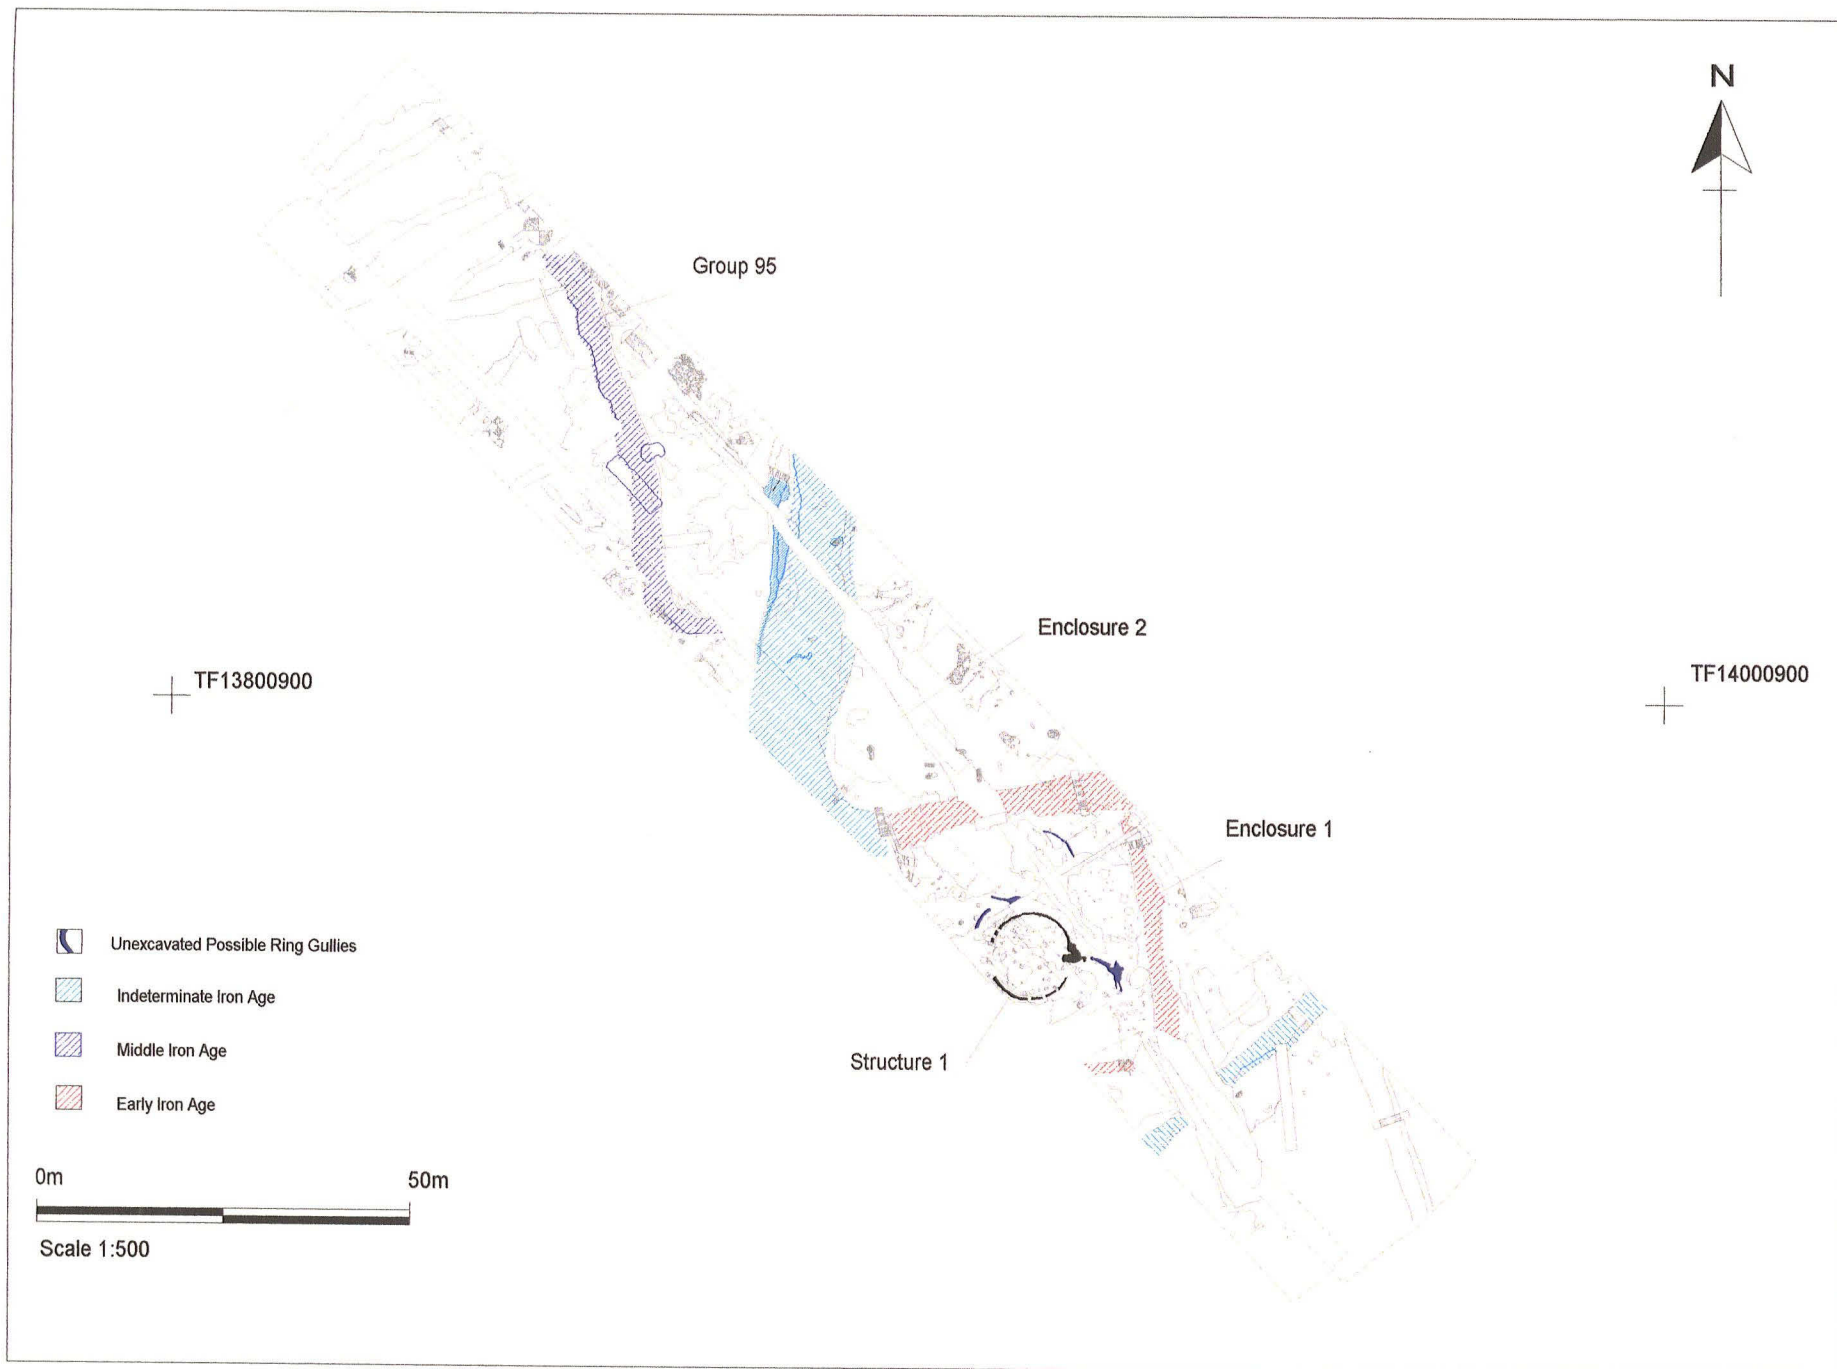 N
Group 95
Enclosure 2
TF13800900
TF14000900
Enclosure 1
Structure 1
Unexcavated Possible Ring Gullies
Indeterminate Iron Age
Middle Iron Age
Early Iron Age
0m 50m
Scale 1:500